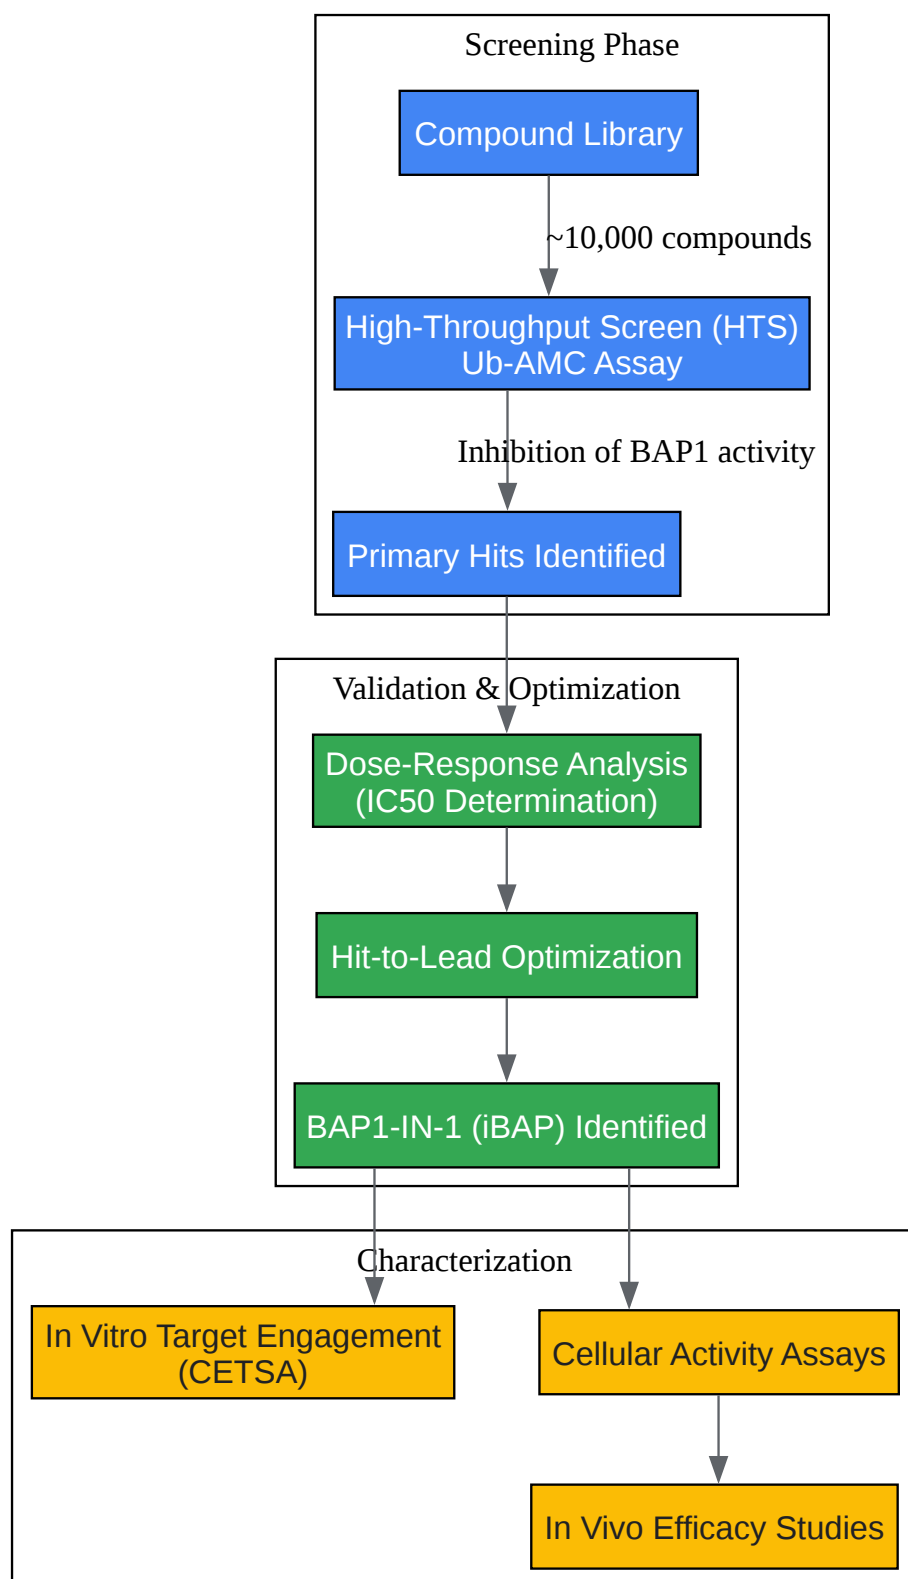 Screening Phase
Compound Library
~10,000 compounds
High-Throughput Screen (HTS)
Ub-AMC Assay
Inhibition of BAP1 activity
Primary Hits Identified
Validation & Optimization
Dose-Response Analysis
(IC50 Determination)
Hit-to-Lead Optimization
BAP1-IN-1 (iBAP) Identified
Characterization
In Vitro Target Engagement
(CETSA)
Cellular Activity Assays
In Vivo Efficacy Studies